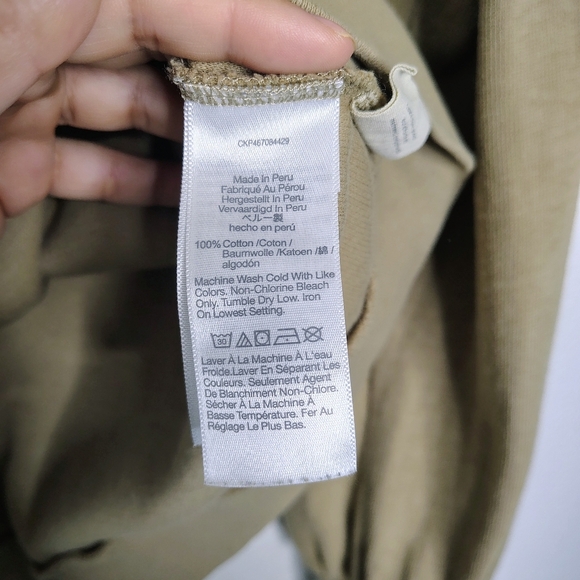 CKP467084429
Made In Peru
Fabriqué Au Pérou
Hergestellt In Peru
Vervaardigd In Peru
ペルー製
hecho en perú
100% Cotton /Coton /
Baumwolle /Katoen /綿 /
algodón
Machine Wash Cold With Like
Colors. Non-Chlorine Bleach
Only. Tumble Dry Low. Iron
On Lowest Setting.
30
Laver À La Machine À L'eau
Froide.Laver En Séparant Les
Couleurs. Seulement Agent
De Blanchiment Non-Chlore.
Sécher À La Machine À
Basse Température. Fer Au
Réglage Le Plus Bas.